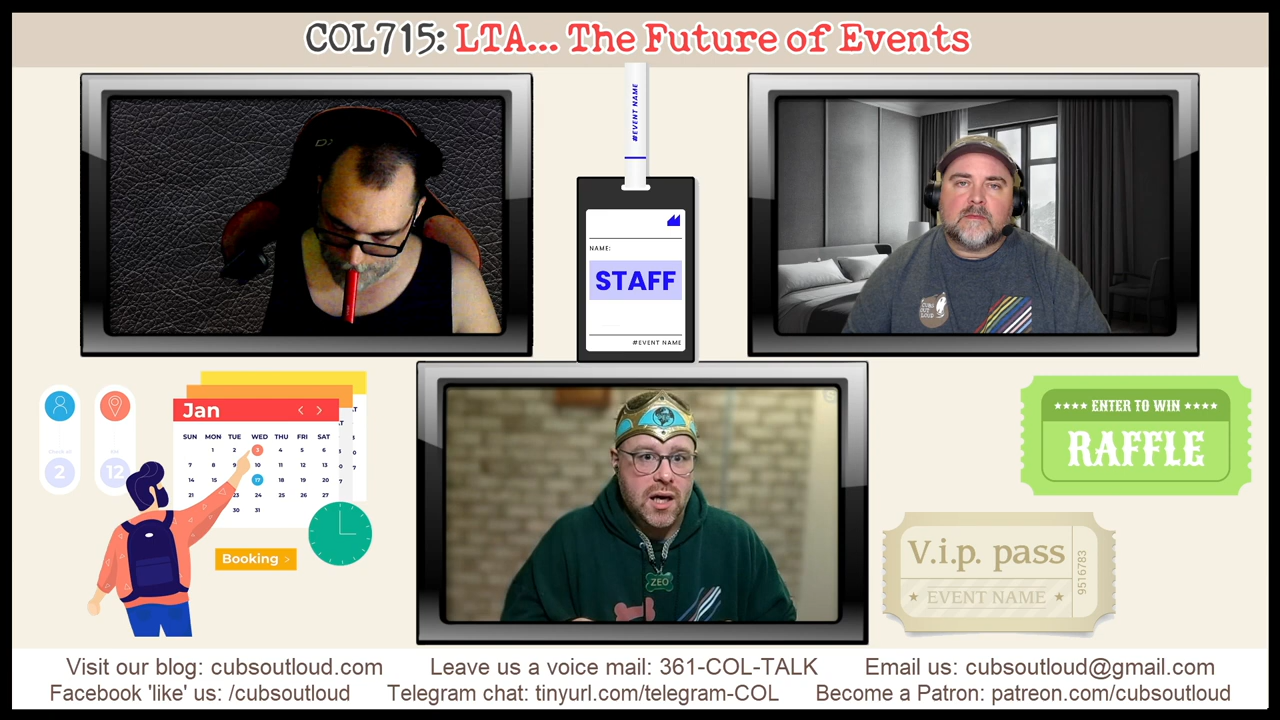 COL715: LTA... The Future of Events
#EVENT NAME
NAME:
STAFF
#EVENT NAME
CUBS
OUT
LOUD
ZEO
Jan
SUN MON TUE WED THU FRI SAT
1 2 3 4 5 6
7 8 9 10 11 12 13
14 15 16 17 18 19 20
21 23 24 25 26 27
30 31
2
12
Booking >
ENTER TO WIN
RAFFLE
V.i.p. pass
EVENT NAME
9516783
Visit our blog: cubsoutloud.com Leave us a voice mail: 361-COL-TALK Email us: cubsoutloud@gmail.com
Facebook 'like' us: /cubsoutloud Telegram chat: tinyurl.com/telegram-COL Become a Patron: patreon.com/cubsoutloud